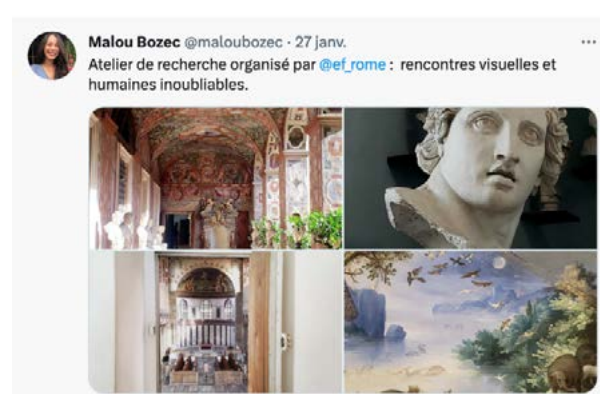 Malou Bozec @maloubozec · 27 janv.
Atelier de recherche organisé par @ef_rome : rencontres visuelles et
humaines inoubliables.